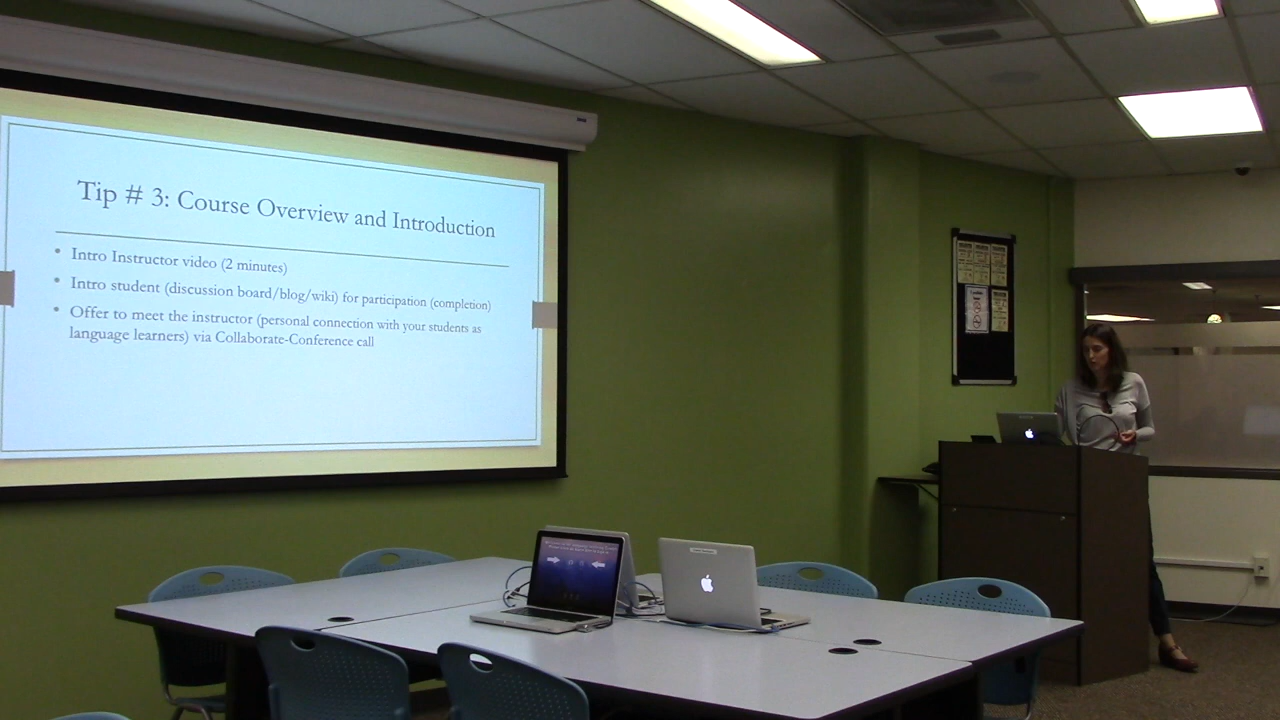 Tip # 3: Course Overview and Introduction
• Intro Instructor video (2 minutes)
• Intro student (discussion board/blog/wiki) for participation (completion)
• Offer to meet the instructor (personal connection with your students as
language learners) via Collaborate-Conference call